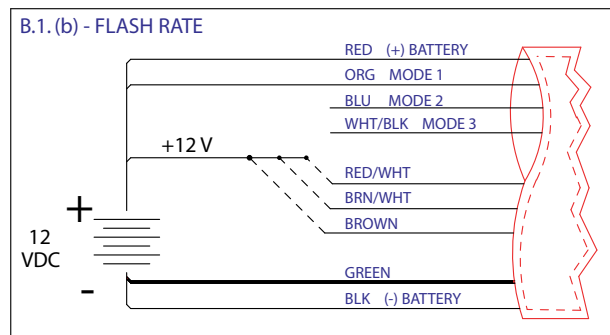 B.1. (b) - FLASH RATE
RED (+) BATTERY
ORG MODE 1
BLU MODE 2
WHT/BLK MODE 3
+12 V
RED/WHT
BRN/WHT
BROWN
+
12
VDC
-
GREEN
BLK (-) BATTERY